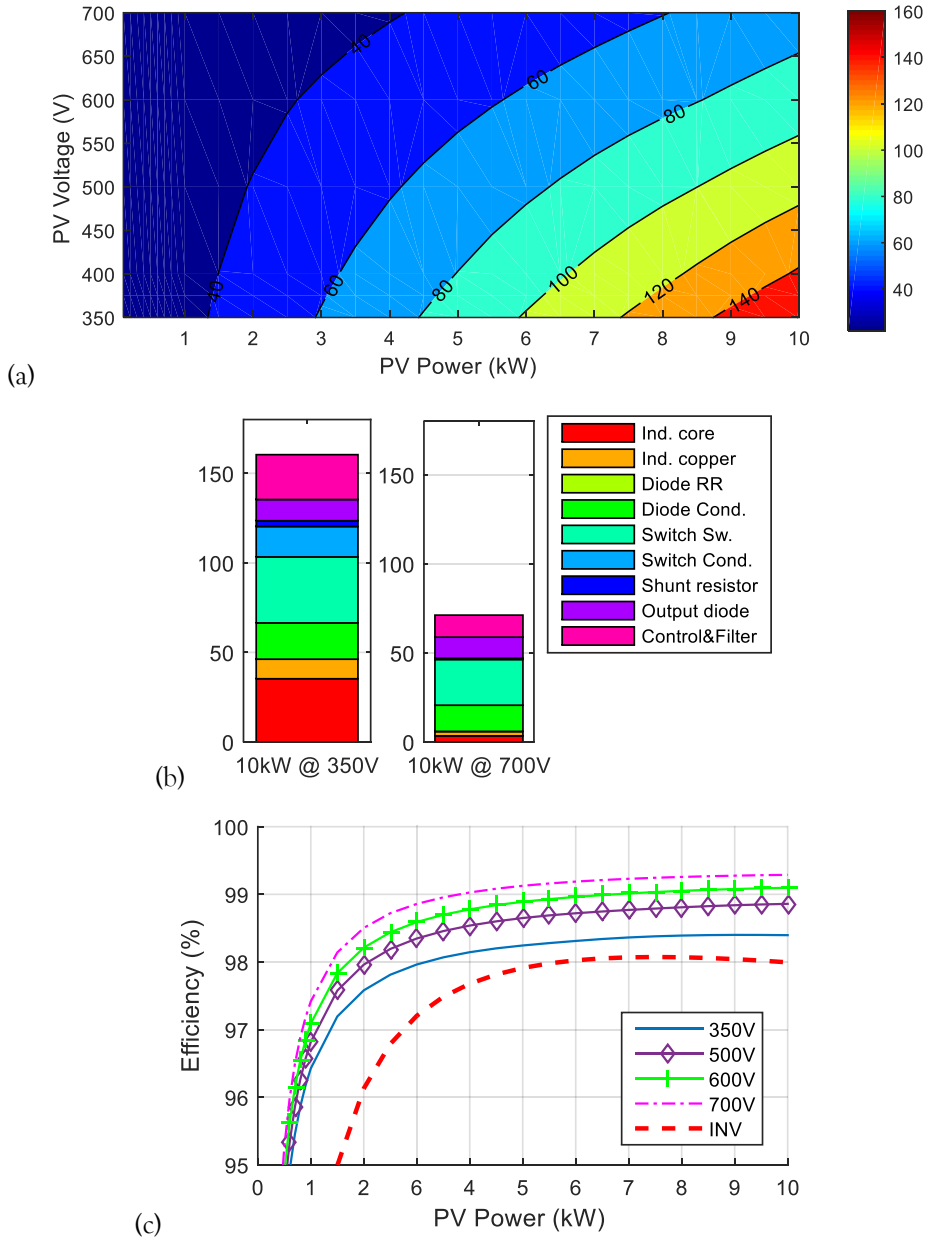 700
650
600
550
500
450
400
350
PV Voltage (V)
40
60
80
40
60
80
100
120
140
1 2 3 4 5 6 7 8 9 10
PV Power (kW)
160
140
120
100
80
60
40
(a)
150
100
50
0
10kW @ 350V
150
100
50
0
10kW @ 700V
Ind. core
Ind. copper
Diode RR
Diode Cond.
Switch Sw.
Switch Cond.
Shunt resistor
Output diode
Control&Filter
(b)
100
99
98
97
96
95
Efficiency (%)
350V
500V
600V
700V
INV
0 1 2 6 4 5 6 7 8 9 10
PV Power (kW)
(c)